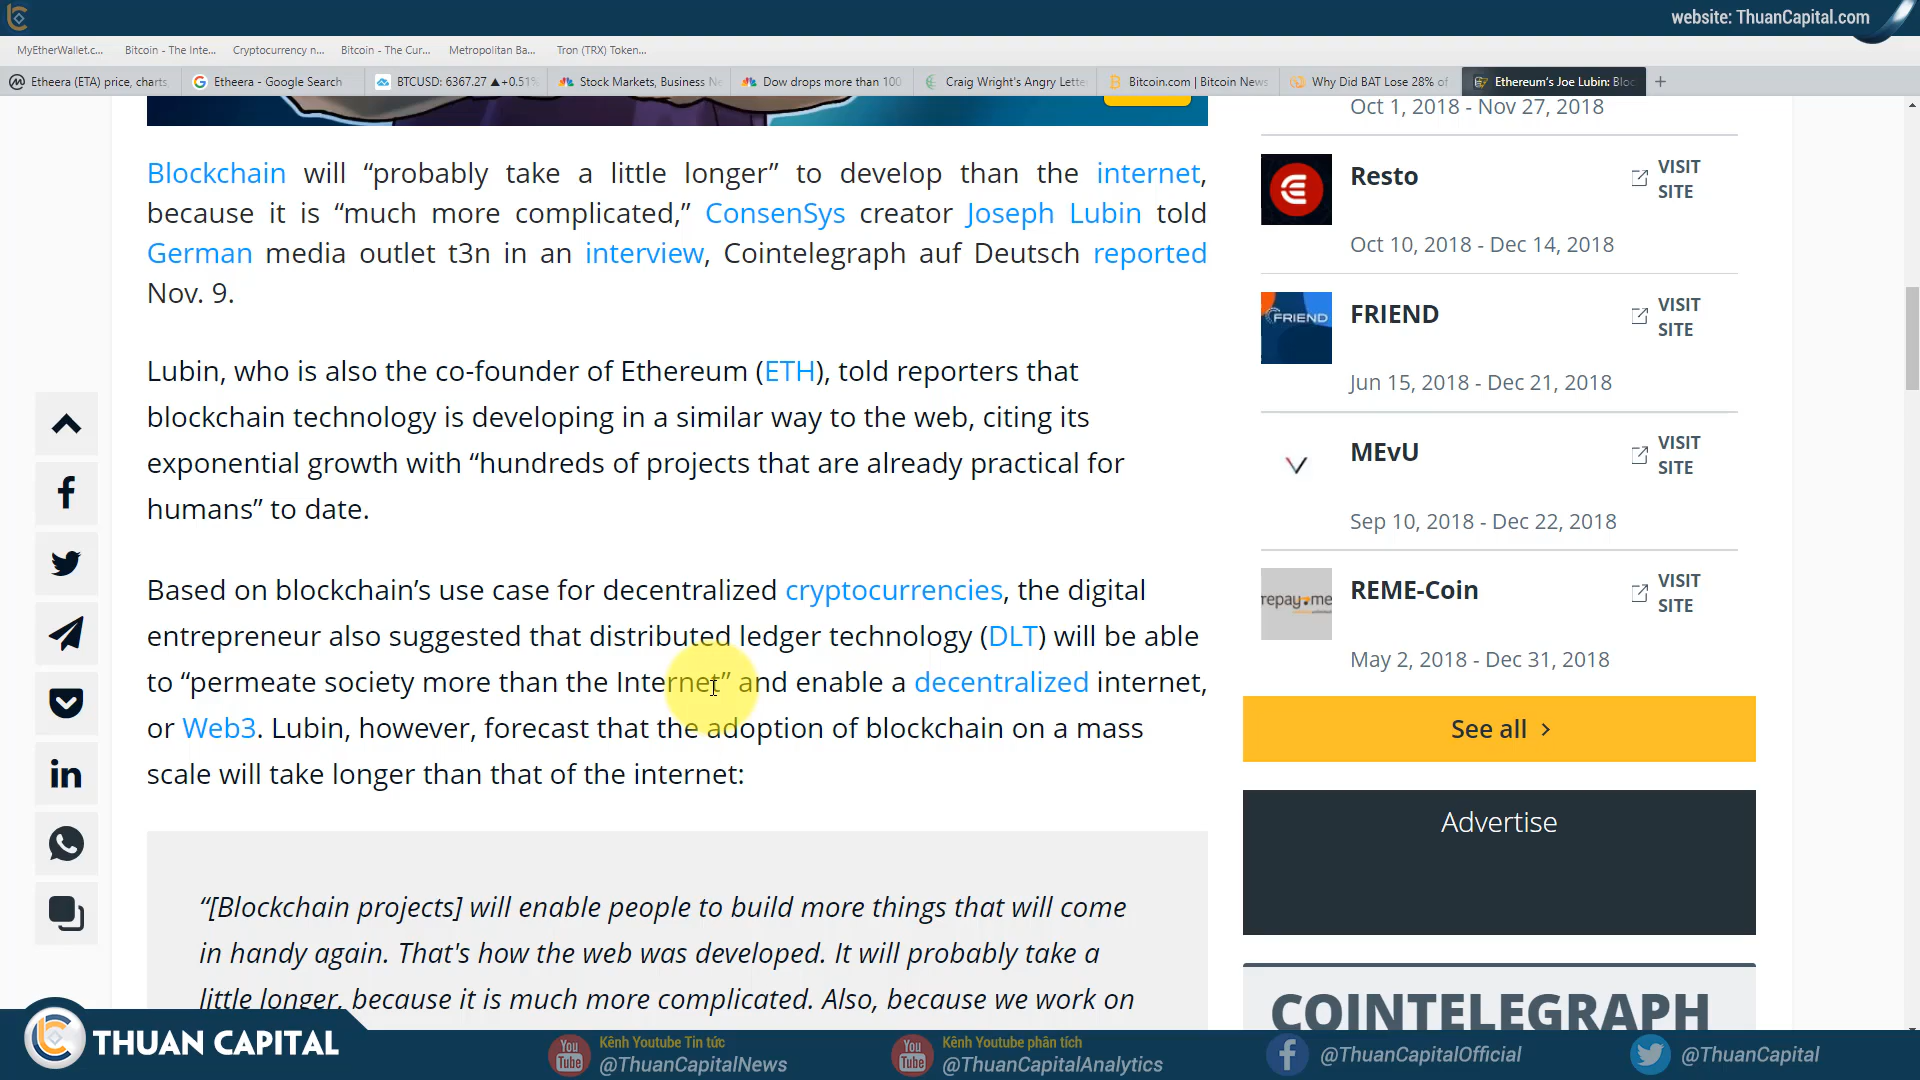 website: ThuanCapital.com
MyEtherWallet.c...
Bitcoin - The Inte...
Cryptocurrency n...
Bitcoin - The Cur...
Metropolitan Ba...
Tron (TRX) Token...
Etheera (ETA) price, charts,
Etheera - Google Search
BTCUSD: 6367.27 ▲+0.51%
Stock Markets, Business Ne
Dow drops more than 100
Craig Wright's Angry Lette
Bitcoin.com | Bitcoin News
Why Did BAT Lose 28% of
Ethereum's Joe Lubin: Bloc
Blockchain will “probably take a little longer” to develop than the internet,
because it is “much more complicated,” ConsenSys creator Joseph Lubin told
German media outlet t3n in an interview, Cointelegraph auf Deutsch reported
Nov. 9.
Lubin, who is also the co-founder of Ethereum (ETH), told reporters that
blockchain technology is developing in a similar way to the web, citing its
exponential growth with “hundreds of projects that are already practical for
humans” to date.
Based on blockchain’s use case for decentralized cryptocurrencies, the digital
entrepreneur also suggested that distributed ledger technology (DLT) will be able
to “permeate society more than the Internet” and enable a decentralized internet,
or Web3. Lubin, however, forecast that the adoption of blockchain on a mass
scale will take longer than that of the internet:
“[Blockchain projects] will enable people to build more things that will come
in handy again. That's how the web was developed. It will probably take a
little longer, because it is much more complicated. Also, because we work on
Oct 1, 2018 - Nov 27, 2018
Resto
VISIT
SITE
Oct 10, 2018 - Dec 14, 2018
FRIEND
FRIEND
VISIT
SITE
Jun 15, 2018 - Dec 21, 2018
MEvU
VISIT
SITE
Sep 10, 2018 - Dec 22, 2018
repay me
REME-Coin
VISIT
SITE
May 2, 2018 - Dec 31, 2018
See all
Advertise
COINTELEGRAPH
THUAN CAPITAL
You
Tube
Kênh Youtube Tin tức
@ThuanCapitalNews
You
Tube
Kênh Youtube phân tích
@ThuanCapitalAnalytics
@ThuanCapitalOfficial
@ThuanCapital